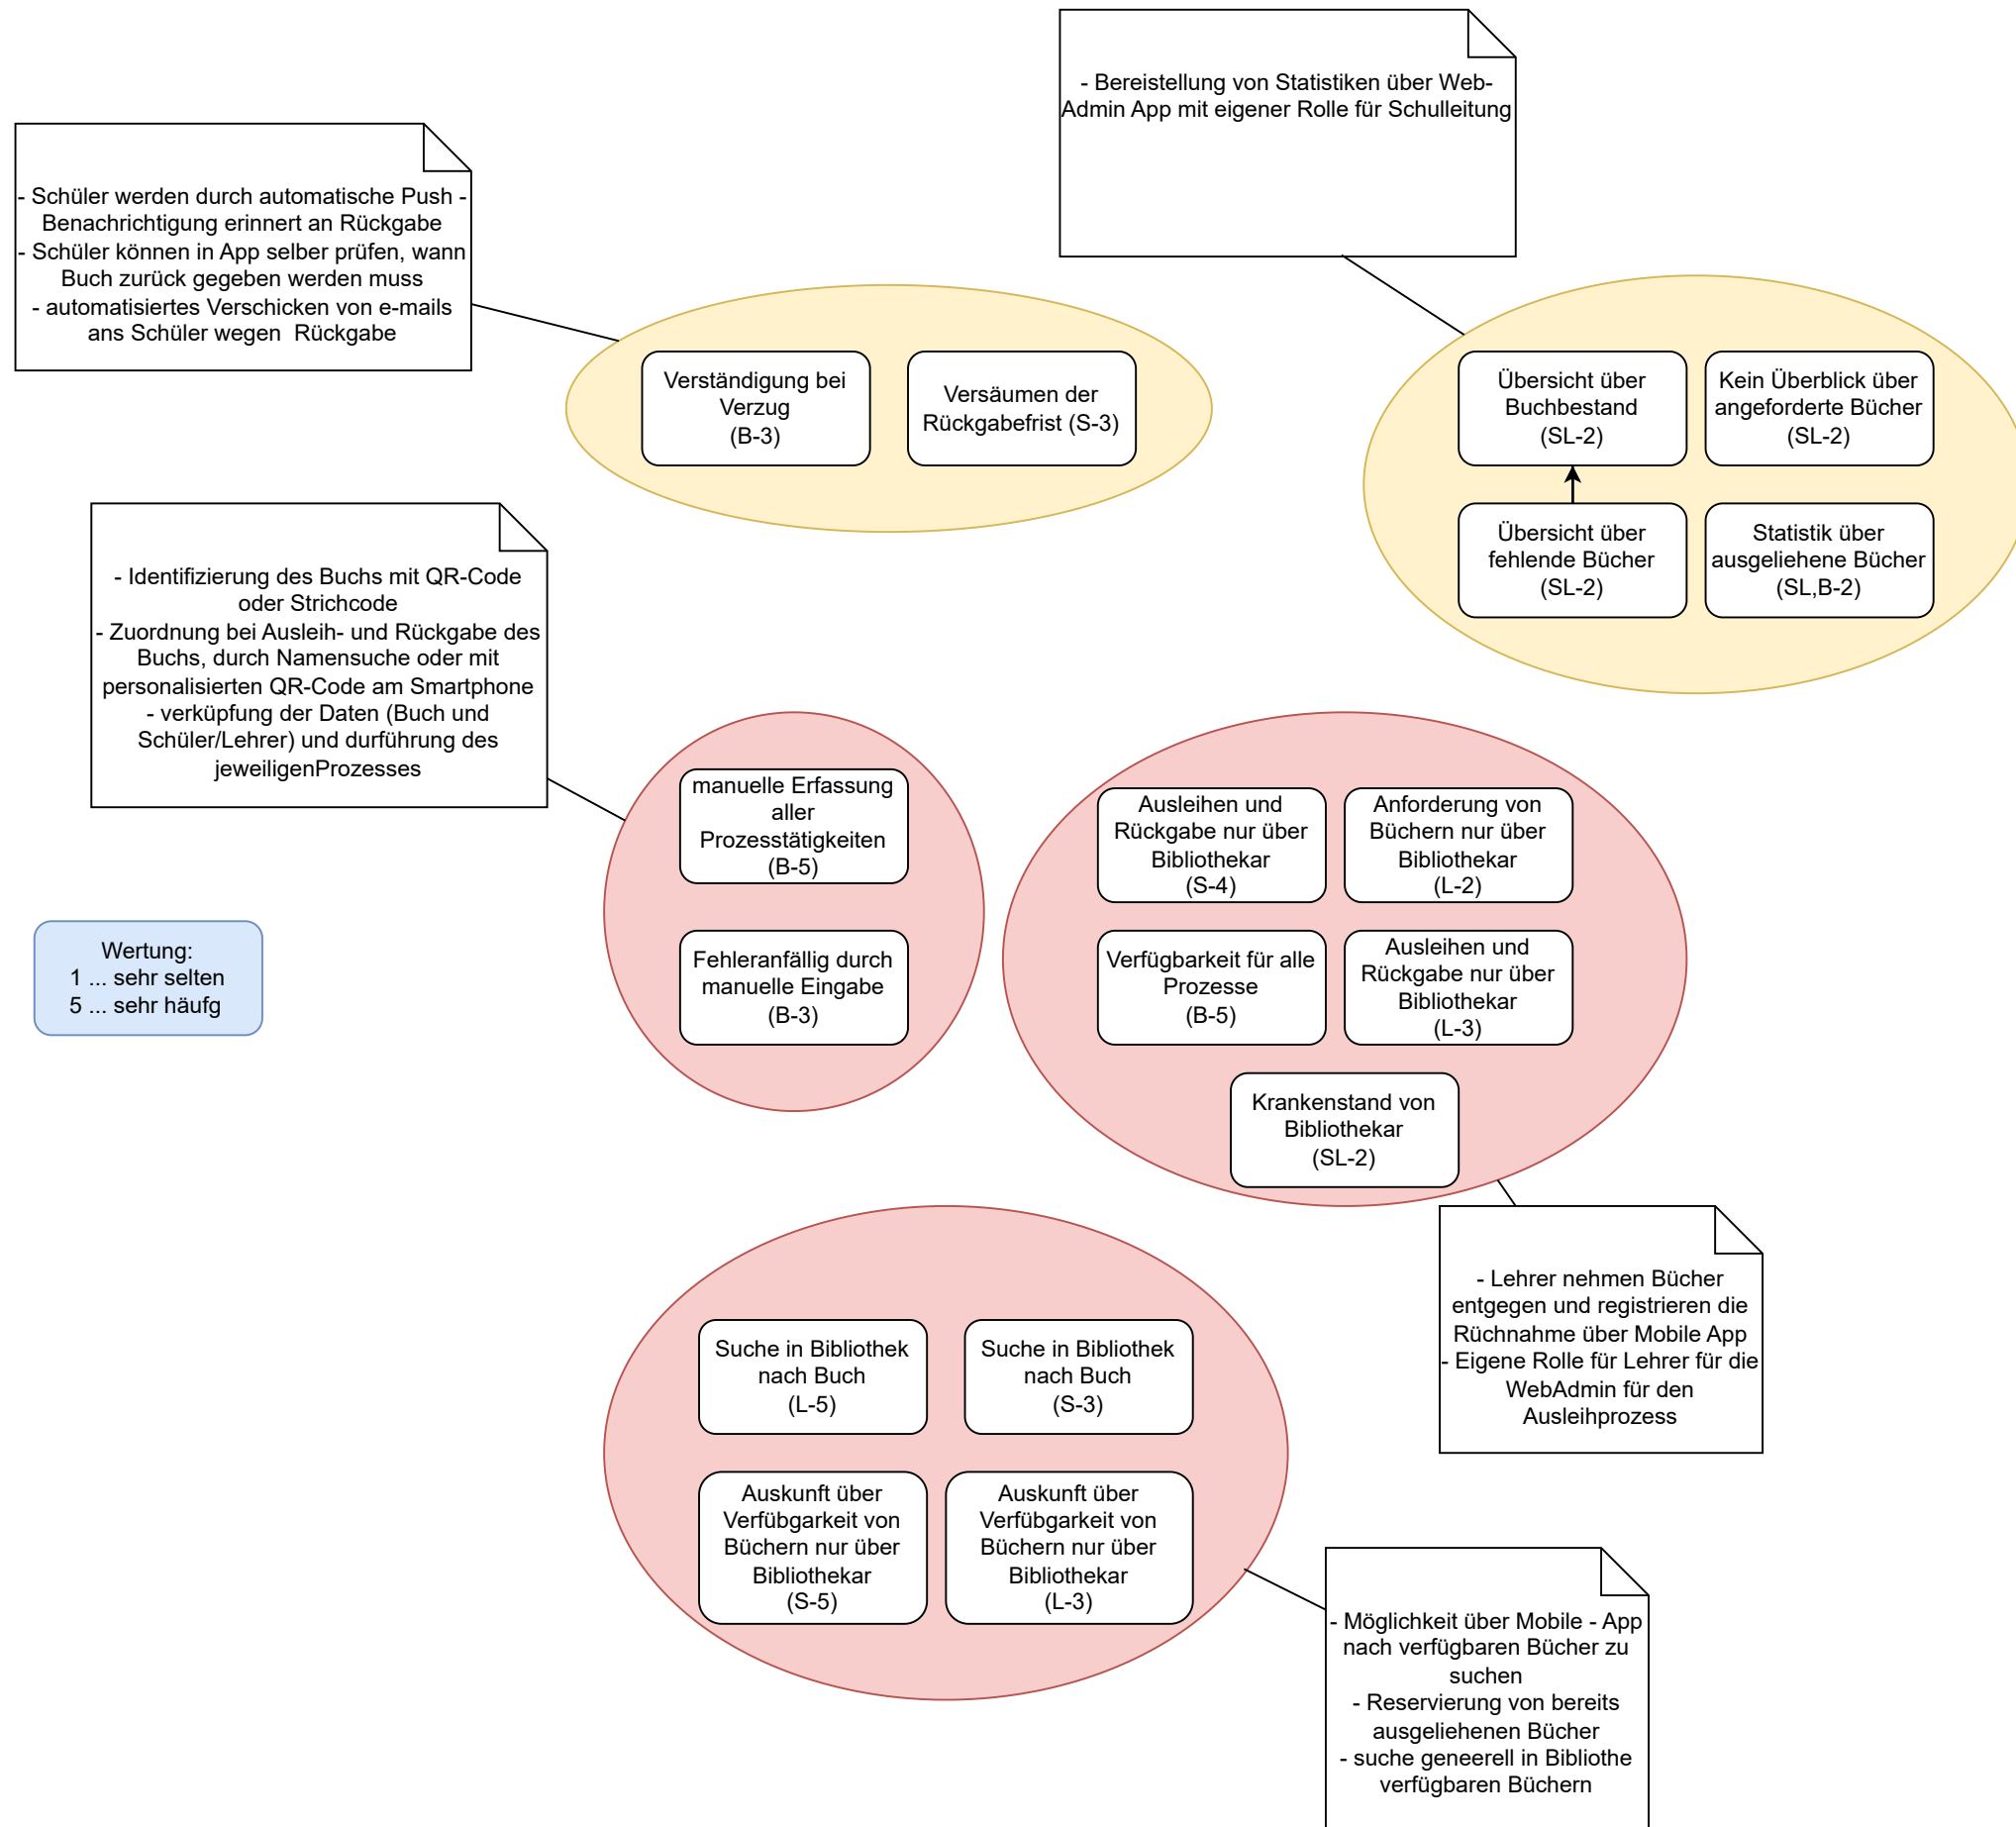 - Bereistellung von Statistiken über Web-
Admin App mit eigener Rolle für Schulleitung
- Schüler werden durch automatische Push -
Benachrichtigung erinnert an Rückgabe
- Schüler können in App selber prüfen, wann
Buch zurück gegeben werden muss
- automatisiertes Verschicken von e-mails
ans Schüler wegen  Rückgabe
Verständigung bei
Verzug
(B-3)
Versäumen der
Rückgabefrist (S-3)
Übersicht über
Buchbestand
(SL-2)
Kein Überblick über
angeforderte Bücher
(SL-2)
Übersicht über
fehlende Bücher
(SL-2)
Statistik über
ausgeliehene Bücher
(SL,B-2)
- Identifizierung des Buchs mit QR-Code
oder Strichcode
- Zuordnung bei Ausleih- und Rückgabe des
Buchs, durch Namensuche oder mit
personalisierten QR-Code am Smartphone
- verküpfung der Daten (Buch und
Schüler/Lehrer) und durführung des
jeweiligenProzesses
manuelle Erfassung
aller
Prozesstätigkeiten
(B-5)
Fehleranfällig durch
manuelle Eingabe
(B-3)
Ausleihen und
Rückgabe nur über
Bibliothekar
(S-4)
Anforderung von
Büchern nur über
Bibliothekar
(L-2)
Verfügbarkeit für alle
Prozesse
(B-5)
Ausleihen und
Rückgabe nur über
Bibliothekar
(L-3)
Krankenstand von
Bibliothekar
(SL-2)
Wertung:
1 ... sehr selten
5 ... sehr häufg
- Lehrer nehmen Bücher
entgegen und registrieren die
Rüchnahme über Mobile App
- Eigene Rolle für Lehrer für die
WebAdmin für den
Ausleihprozess
Suche in Bibliothek
nach Buch
(L-5)
Suche in Bibliothek
nach Buch
(S-3)
Auskunft über
Verfübgarkeit von
Büchern nur über
Bibliothekar
(S-5)
Auskunft über
Verfübgarkeit von
Büchern nur über
Bibliothekar
(L-3)
- Möglichkeit über Mobile - App
nach verfügbaren Bücher zu
suchen
- Reservierung von bereits
ausgeliehenen Bücher
- suche geneerell in Bibliothe
verfügbaren Büchern